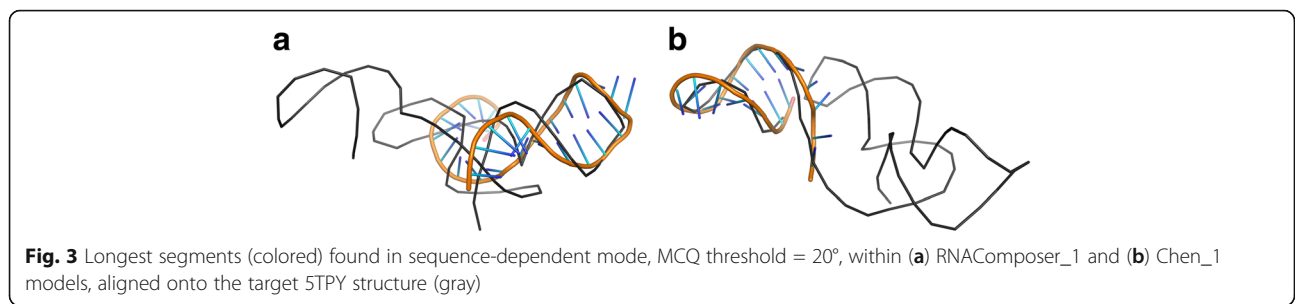 a
b
Fig. 3 Longest segments (colored) found in sequence-dependent mode, MCQ threshold = 20°, within (a) RNAComposer_1 and (b) Chen_1
models, aligned onto the target 5TPY structure (gray)